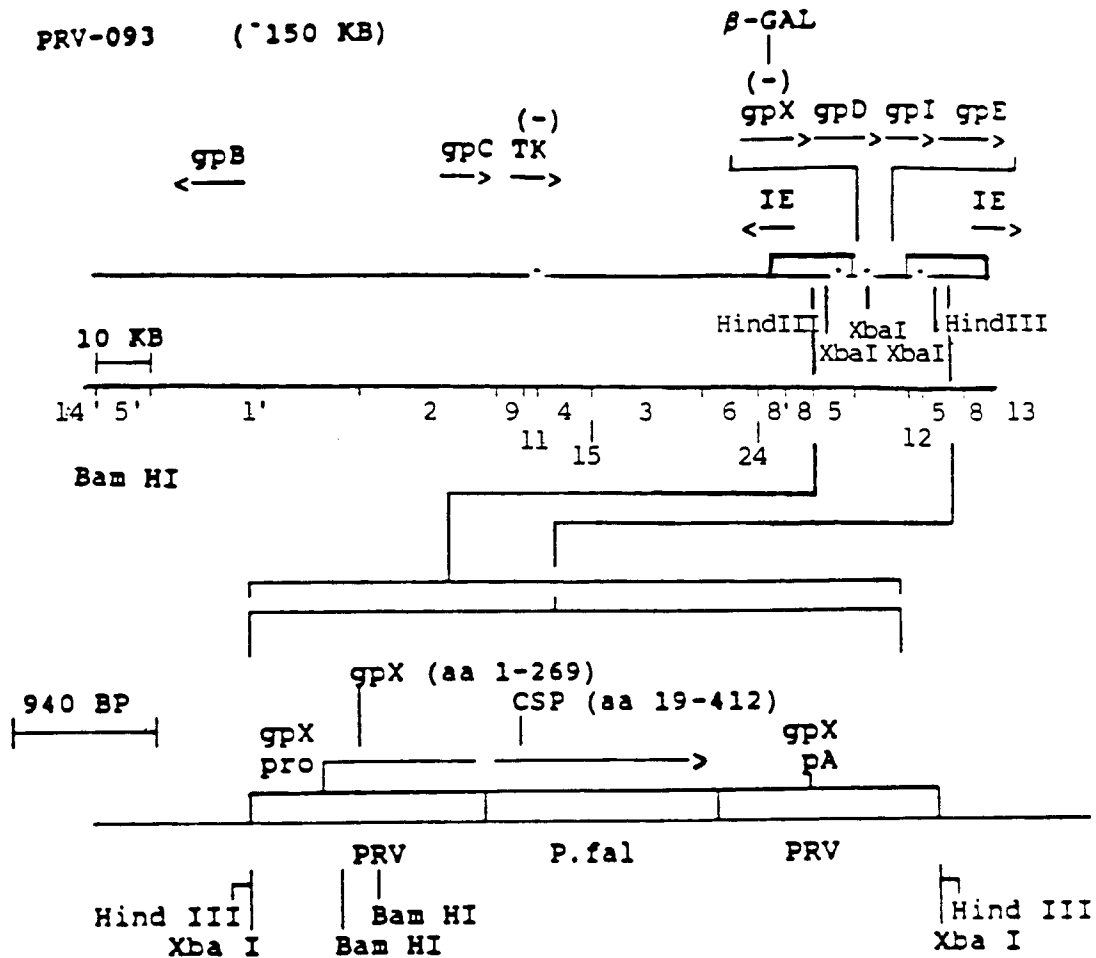 PRV-093 (~150 KB)
β-GAL
(-)
gpX gpD gpI gpE
(-)
gpB
gpC TK
IE IE
HindIII XbaI HindIII
XbaI XbaI
10 KB
14' 5' 1' 2 9 4 3 6 8' 8 5 5 8 13
11 15 24 12
Bam HI
gpX (aa 1-269)
940 BP
CSP (aa 19-412)
gpX gpX
pro pA
PRV P.fal PRV
Hind III Bam HI Hind III
Xba I Bam HI Xba I